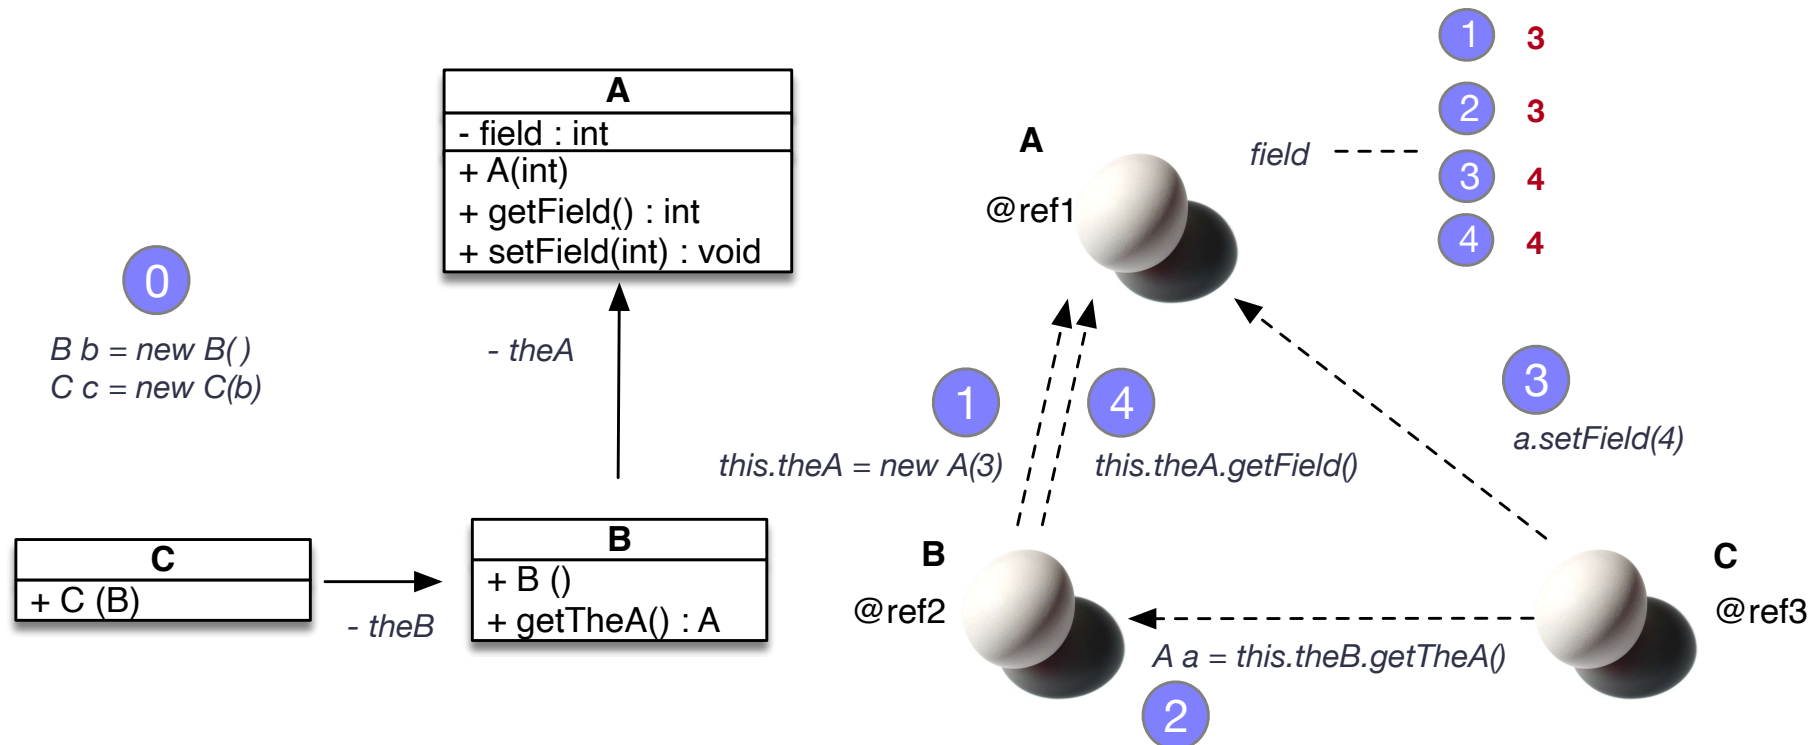 A
- field : int
+ A(int)
+ getField() : int
+ setField(int) : void
0
B b = new B()
C c = new C(b)
- theA
C
+ C (B)
- theB
B
+ B ()
+ getTheA() : A
A
@ref1
field
1 3
2 3
3 4
4 4
1
this.theA = new A(3)
4
this.theA.getField()
3
a.setField(4)
B
@ref2
C
@ref3
A a = this.theB.getTheA()
2